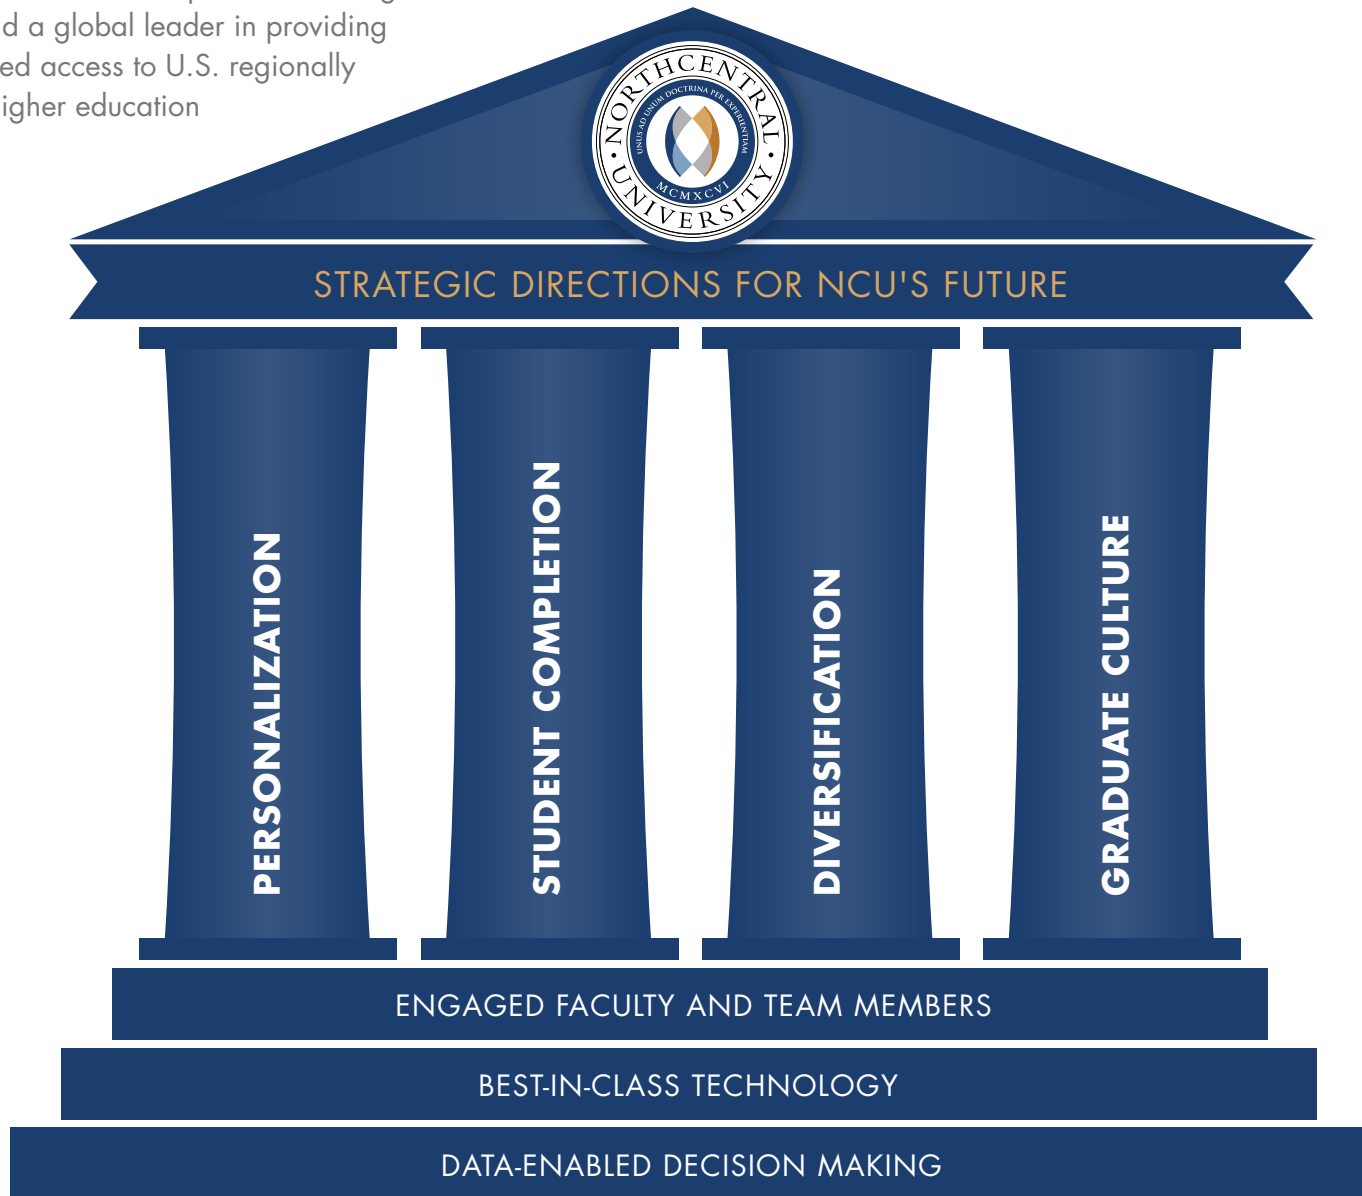 d a global leader in providing
ed access to U.S. regionally
igher education
NORTHCENTRAL
UNIVERSITY
UNUS AD UNUM DOCTRINA PER EXPERIENTIAM
MCMXCVI
STRATEGIC DIRECTIONS FOR NCU'S FUTURE
PERSONALIZATION
STUDENT COMPLETION
DIVERSIFICATION
GRADUATE CULTURE
ENGAGED FACULTY AND TEAM MEMBERS
BEST-IN-CLASS TECHNOLOGY
DATA-ENABLED DECISION MAKING